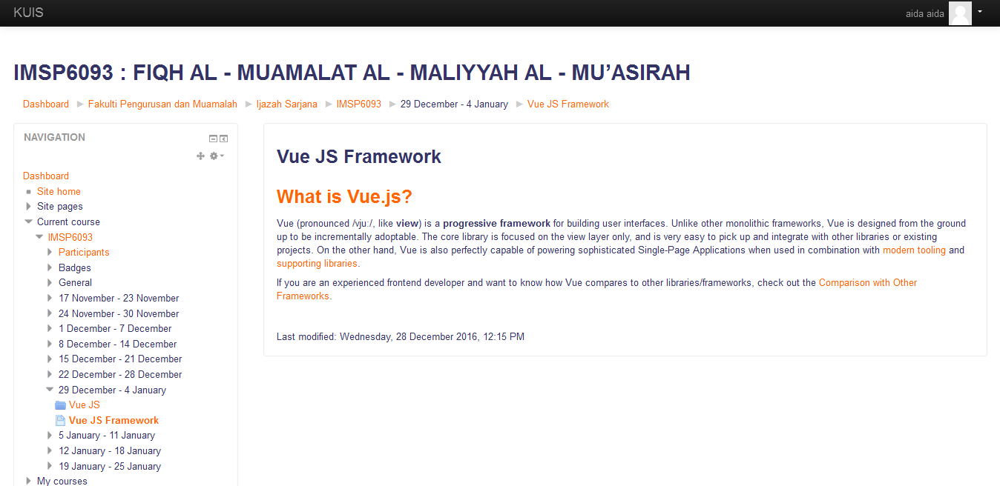 KUIS
aida aida
IMSP6093 : FIQH AL - MUAMALAT AL - MALIYYAH AL - MU’ASIRAH
Dashboard Fakulti Pengurusan dan Muamalah Ijazah Sarjana IMSP6093 29 December - 4 January Vue JS Framework
NAVIGATION
Dashboard
Site home
Site pages
Current course
IMSP6093
Participants
Badges
General
17 November - 23 November
24 November - 30 November
1 December - 7 December
8 December - 14 December
15 December - 21 December
22 December - 28 December
29 December - 4 January
Vue JS
Vue JS Framework
5 January - 11 January
12 January - 18 January
19 January - 25 January
My courses
Vue JS Framework
What is Vue.js?
Vue (pronounced /vjuː/, like view) is a progressive framework for building user interfaces. Unlike other monolithic frameworks, Vue is designed from the ground
up to be incrementally adoptable. The core library is focused on the view layer only, and is very easy to pick up and integrate with other libraries or existing
projects. On the other hand, Vue is also perfectly capable of powering sophisticated Single-Page Applications when used in combination with modern tooling and
supporting libraries.
If you are an experienced frontend developer and want to know how Vue compares to other libraries/frameworks, check out the Comparison with Other
Frameworks.
Last modified: Wednesday, 28 December 2016, 12:15 PM